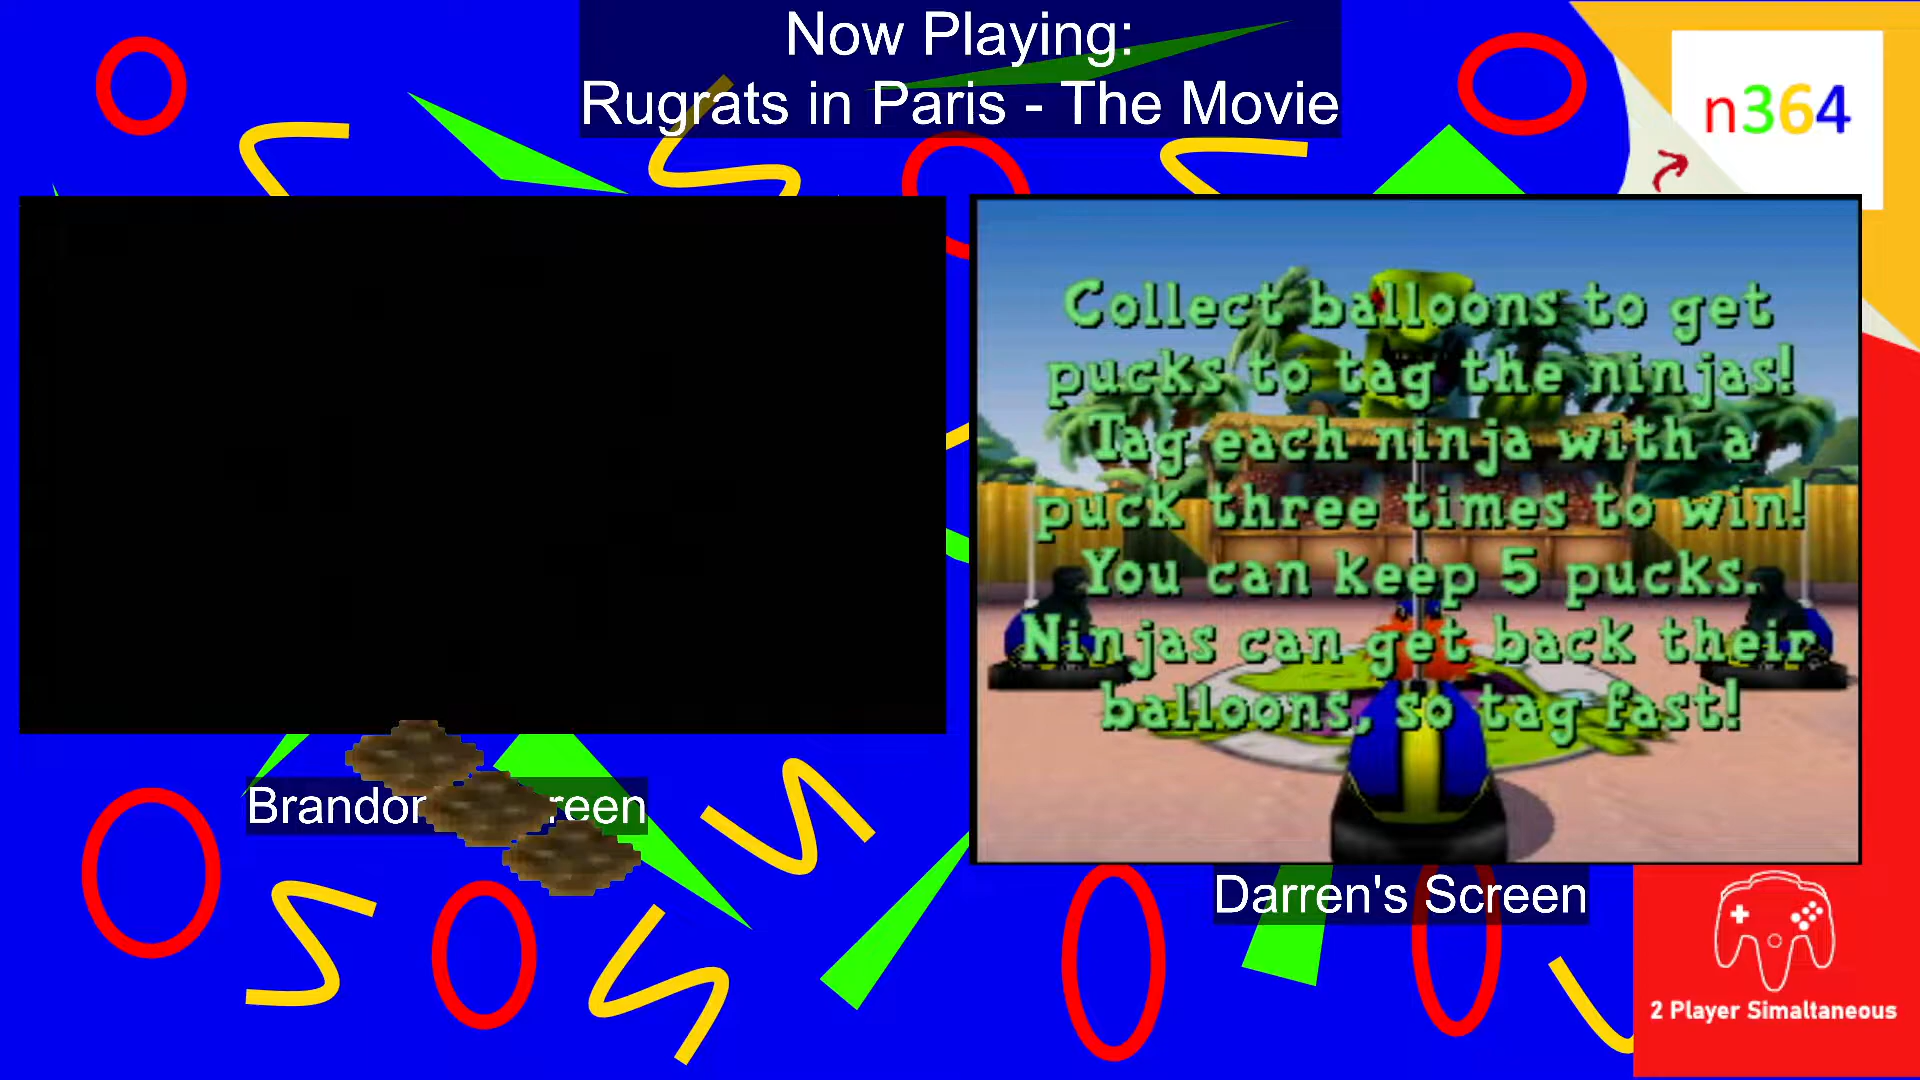 Now Playing:
Rugrats in Paris - The Movie
n364
Collect balloons to get
pucks to tag the ninjas!
Tag each ninja with a
puck three times to win!
You can keep 5 pucks.
Ninjas can get back their
balloons, so tag fast!
Darren's Screen
2 Player Simaltaneous